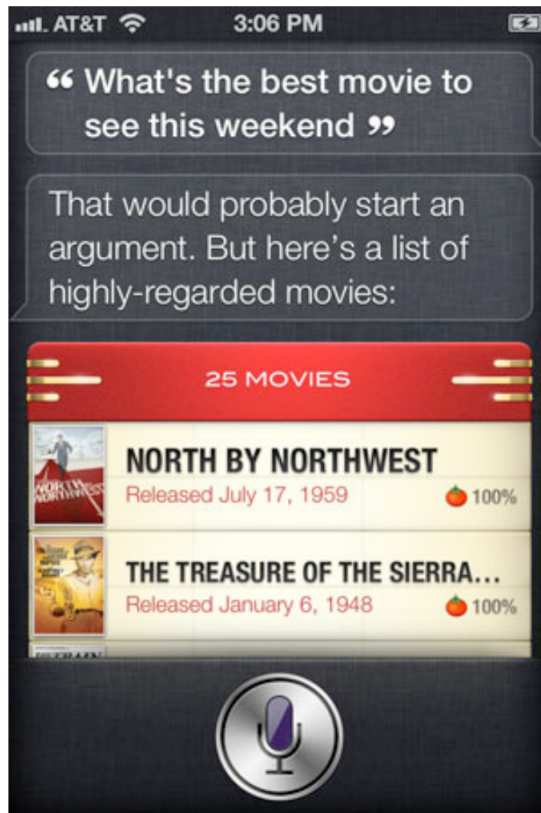 AT&T 3:06 PM
“ What's the best movie to
see this weekend ”
That would probably start an
argument. But here’s a list of
highly-regarded movies:
25 MOVIES
NORTH BY NORTHWEST
Released July 17, 1959 100%
NORTH
NORTHWEST
THE TREASURE OF THE SIERRA...
Released January 6, 1948 100%